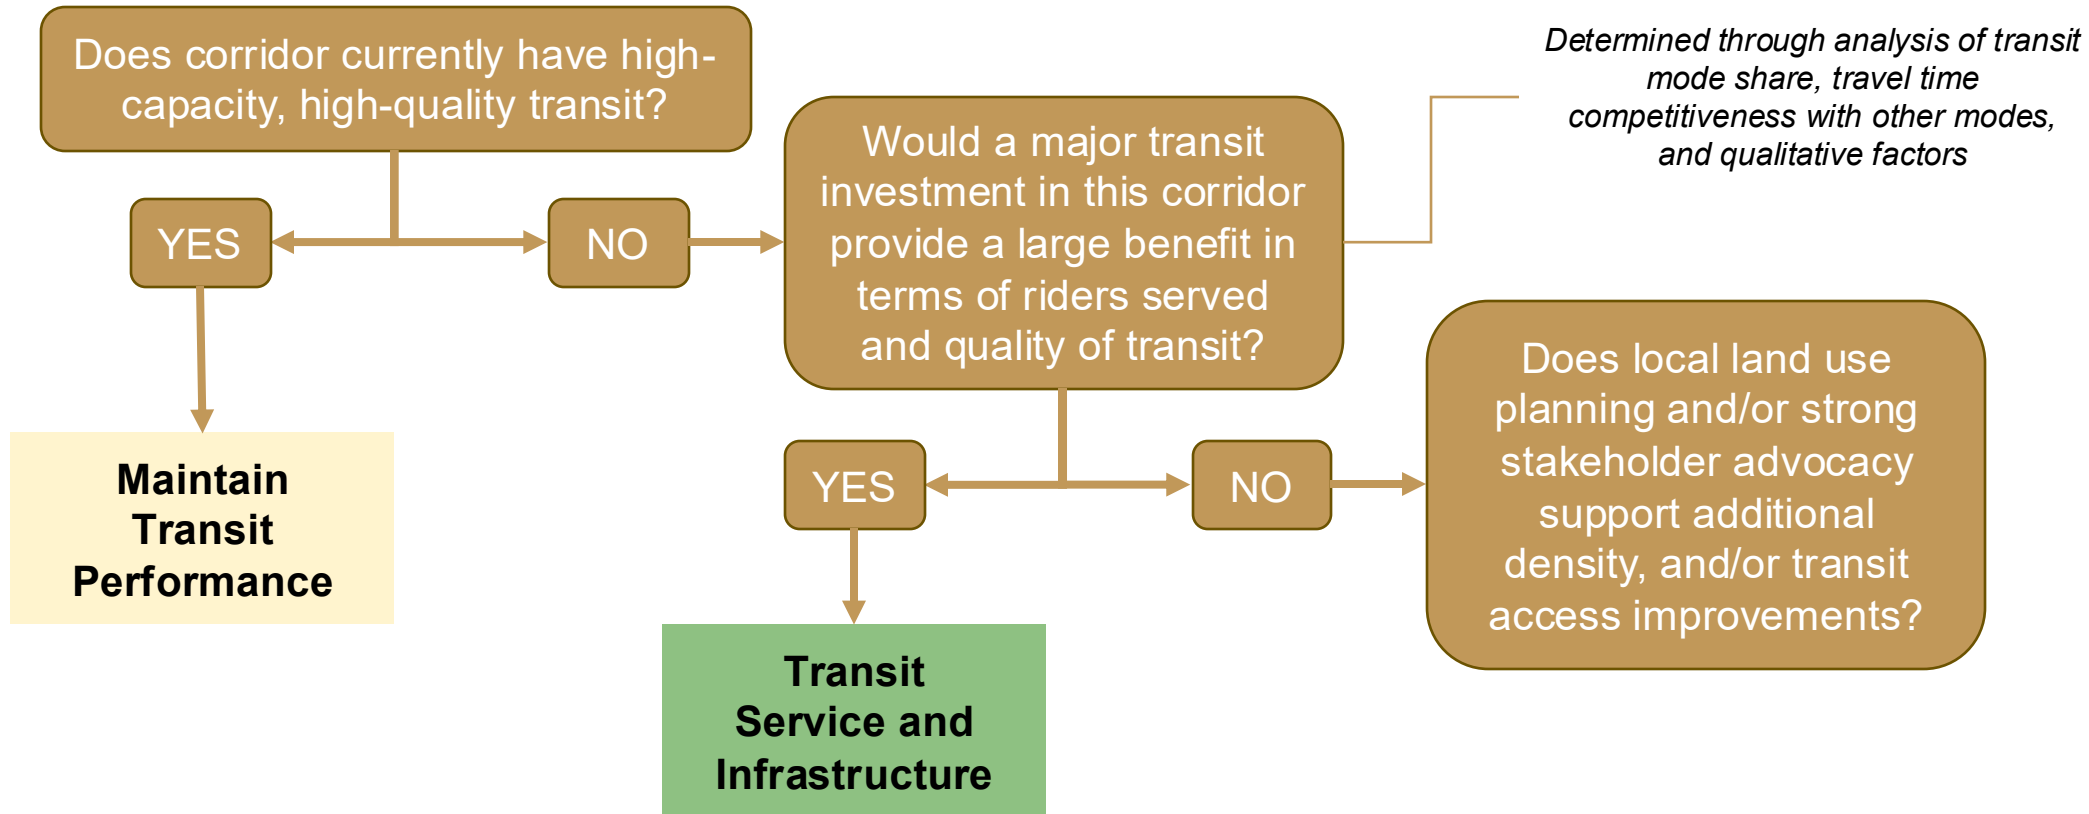 Does corridor currently have high-
capacity, high-quality transit?
YES
NO
Maintain
Transit
Performance
Would a major transit
investment in this corridor
provide a large benefit in
terms of riders served
and quality of transit?
Determined through analysis of transit
mode share, travel time
competitiveness with other modes,
and qualitative factors
YES
NO
Transit
Service and
Infrastructure
Does local land use
planning and/or strong
stakeholder advocacy
support additional
density, and/or transit
access improvements?